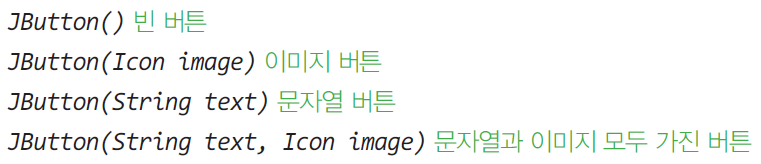 JButton() 빈 버튼
JButton(Icon image) 이미지 버튼
JButton(String text) 문자열 버튼
JButton(String text, Icon image) 문자열과 이미지 모두 가진 버튼